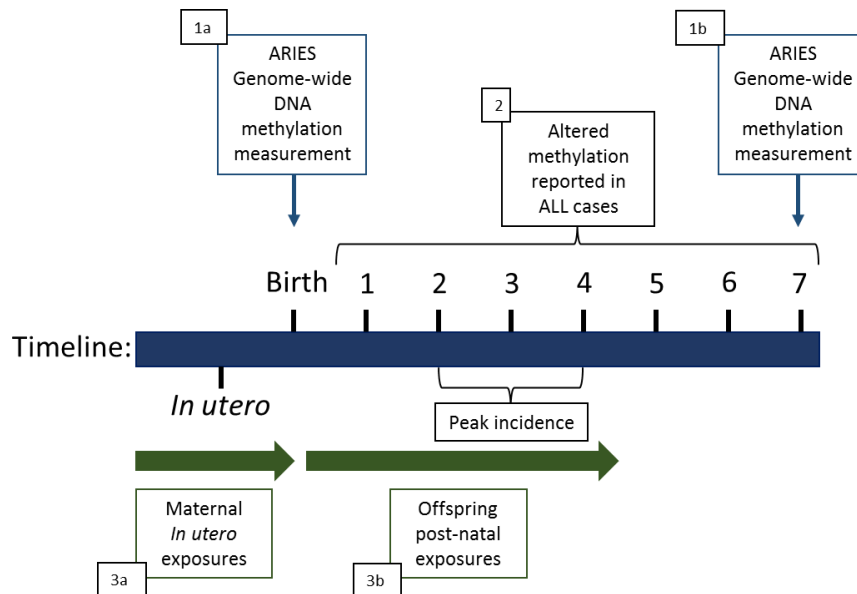 1a
ARIES
Genome-wide
DNA
methylation
measurement
1b
ARIES
Genome-wide
DNA
methylation
measurement
2
Altered
methylation
reported in
ALL cases
Birth 1 2 3 4 5 6 7
Timeline:
In utero
Peak incidence
Maternal
In utero
exposures
3a
Offspring
post-natal
exposures
3b